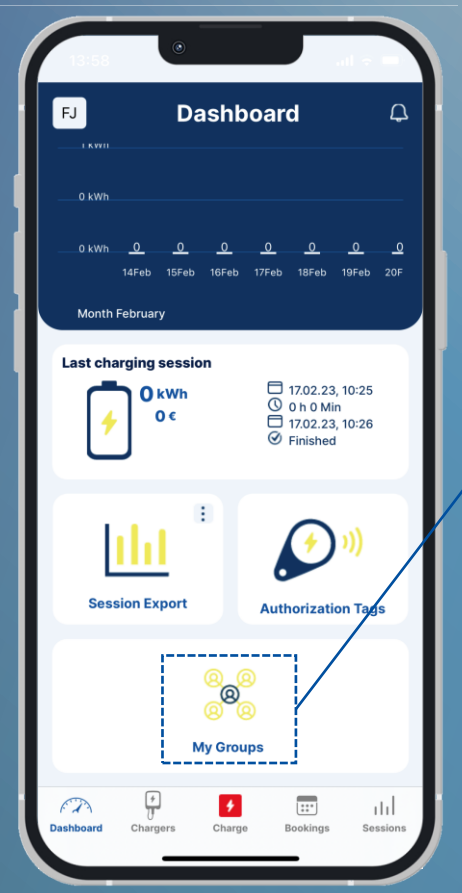 13:58
FJ
Dashboard
1 kWh
0 kWh
0 kWh
0 0 0 0 0 0 0
14Feb 15Feb 16Feb 17Feb 18Feb 19Feb 20F
Month February
Last charging session
0 kWh
0 €
17.02.23, 10:25
0 h 0 Min
17.02.23, 10:26
Finished
Session Export
Authorization Tags
My Groups
Dashboard Chargers Charge Bookings Sessions